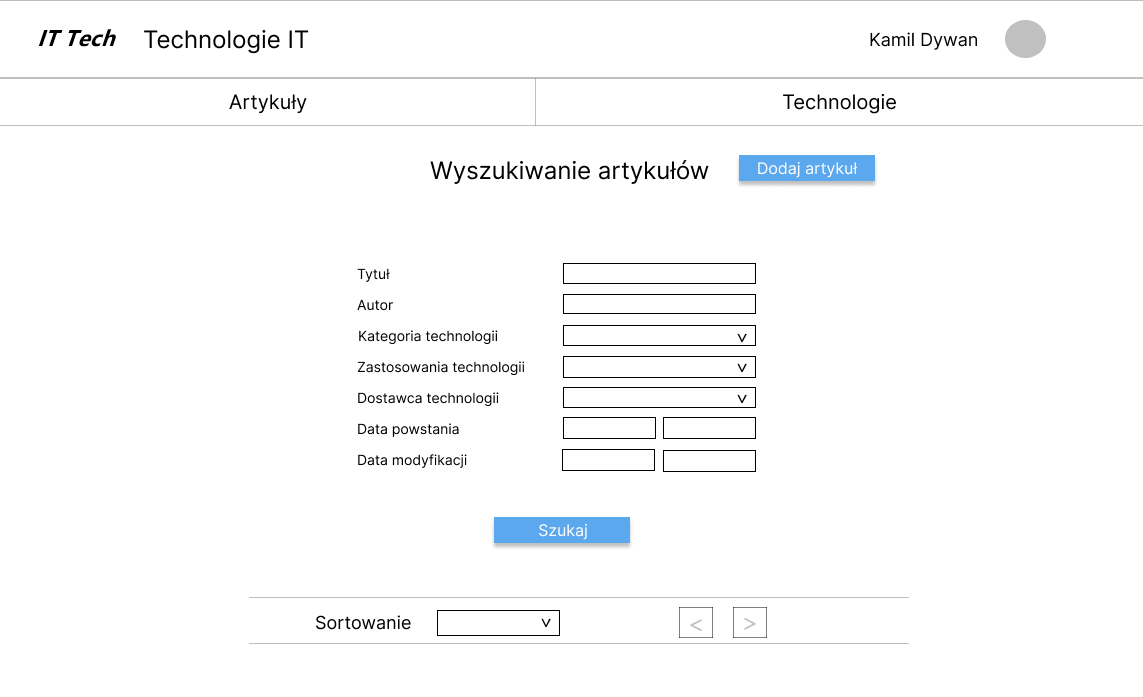 IT Tech Technologie IT Kamil Dywan
Artykuły Technologie
Wyszukiwanie artykułów Dodaj artykuł
Tytuł
Autor
Kategoria technologii
Zastosowania technologii
Dostawca technologii
Data powstania
Data modyfikacji
Szukaj
Sortowanie < >